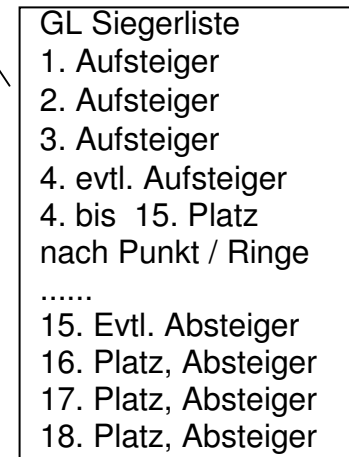 GL Siegerliste
1. Aufsteiger
2. Aufsteiger
3. Aufsteiger
4. evtl. Aufsteiger
4. bis  15. Platz
nach Punkt / Ringe
......
15. Evtl. Absteiger
16. Platz, Absteiger
17. Platz, Absteiger
18. Platz, Absteiger